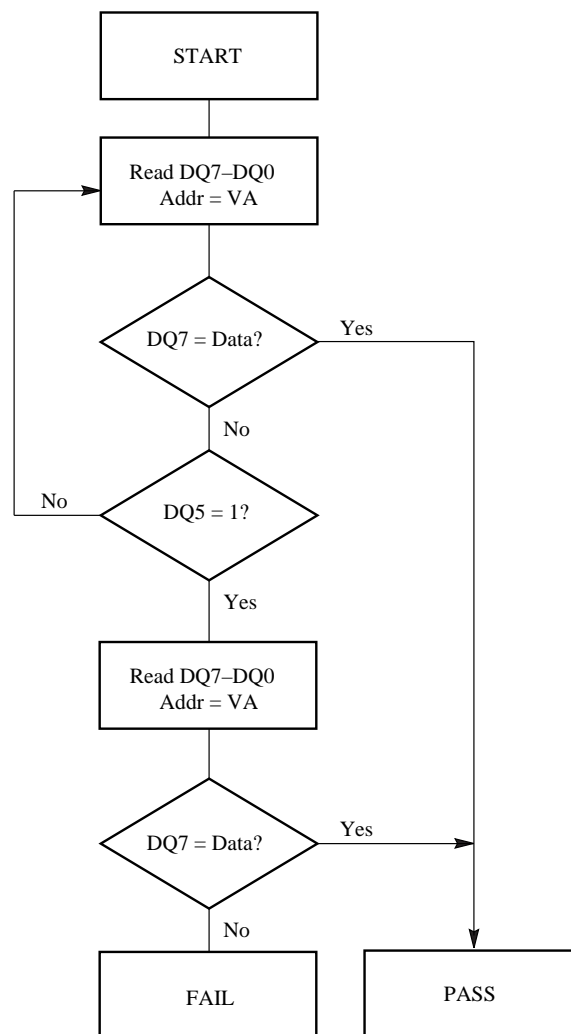 START
Read DQ7–DQ0
Addr = VA
DQ7 = Data?
Yes
No
No
DQ5 = 1?
Yes
Read DQ7–DQ0
Addr = VA
DQ7 = Data?
Yes
No
FAIL
PASS